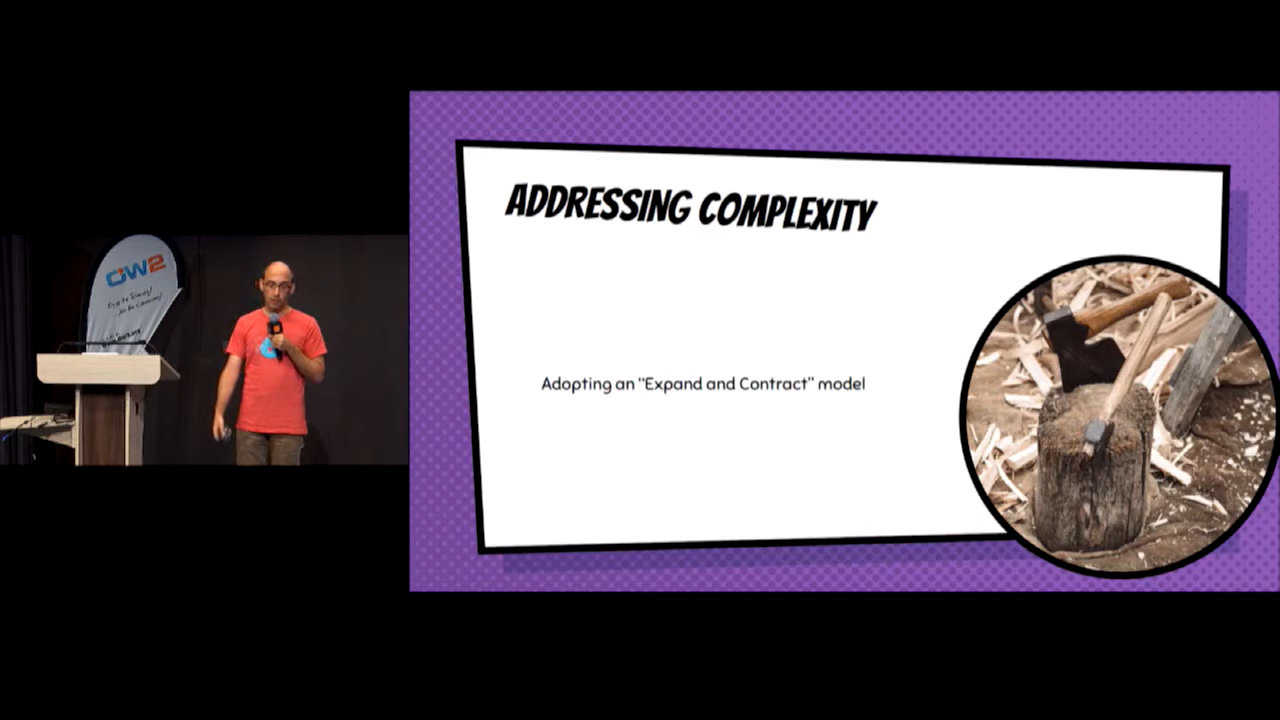 OW2
ADDRESSING COMPLEXITY
Adopting an "Expand and Contract" model